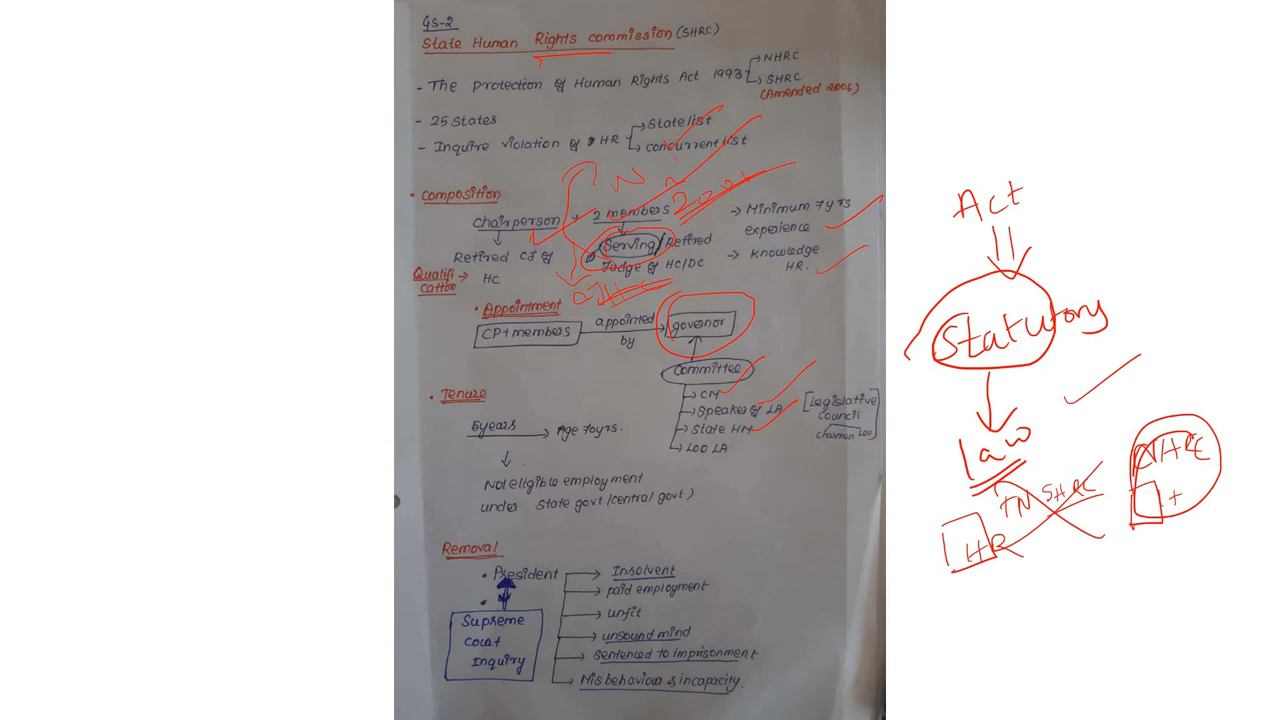 GS-2
State Human Rights commission (SHRC)
- The protection of Human Rights Act 1993 → NHRC
→ SHRC
(Amended 2006)
- 25 States
- Inquire violation of HR → State list
→ concurrent list
• Composition
chairperson + 2 members
N
→ Minimum 7yrs experience
Retired CJ of HC
Serving/Retired Judge of HC/DC
→ knowledge HR.
Qualification →
• Appointment
CP+members appointed by → governor
Committee
→ CM
→ Speaker of LA
→ State HM
→ LOO LA
[Legislative council chairman LOO]
• Tenure
5years → Age 70yrs.
Not eligible employment
under State govt/central govt)
Removal
• President
Supreme
court
Inquiry
→ Insolvent
→ paid employment
→ unfit
→ unsound mind
→ Sentenced to imprisonment
→ Misbehaviour & incapacity.
Act
Statutory
law
TN SHRC
HR
NHRC
+